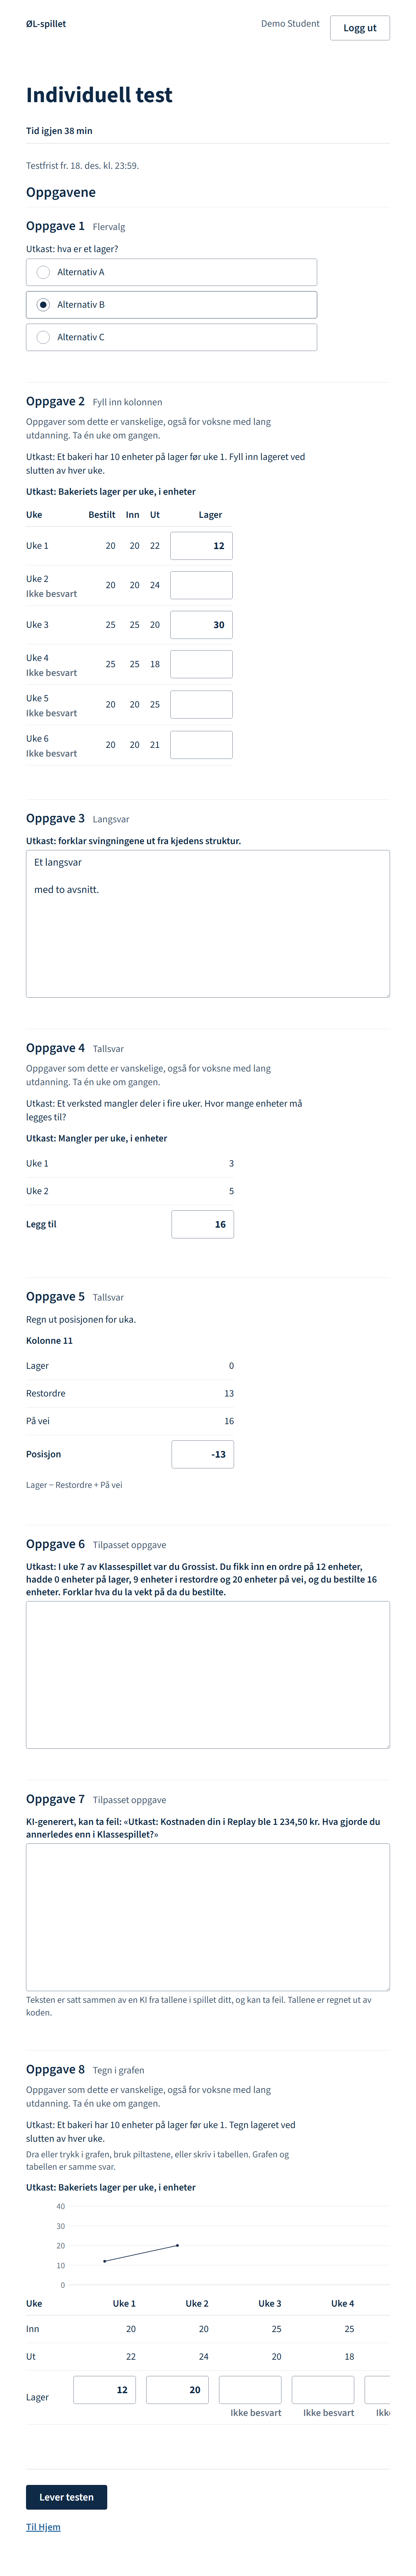 ØL-spillet
Demo Student
Logg ut
Individuell test
Tid igjen 38 min
Testfrist fr. 18. des. kl. 23:59.
Oppgavene
Oppgave 1 Flervalg
Utkast: hva er et lager?
Alternativ A
Alternativ B
Alternativ C
Oppgave 2 Fyll inn kolonnen
Oppgaver som dette er vanskelige, også for voksne med lang
utdanning. Ta én uke om gangen.
Utkast: Et bakeri har 10 enheter på lager før uke 1. Fyll inn lageret ved
slutten av hver uke.
Utkast: Bakeriets lager per uke, i enheter
Uke Bestilt Inn Ut Lager
Uke 1 20 20 22 12
Uke 2 20 20 24
Ikke besvart
Uke 3 25 25 20 30
Uke 4 25 25 18
Ikke besvart
Uke 5 20 20 25
Ikke besvart
Uke 6 20 20 21
Ikke besvart
Oppgave 3 Langsvar
Utkast: forklar svingningene ut fra kjedens struktur.
Et langsvar
med to avsnitt.
Oppgave 4 Tallsvar
Oppgaver som dette er vanskelige, også for voksne med lang
utdanning. Ta én uke om gangen.
Utkast: Et verksted mangler deler i fire uker. Hvor mange enheter må
legges til?
Utkast: Mangler per uke, i enheter
Uke 1 3
Uke 2 5
Legg til 16
Oppgave 5 Tallsvar
Regn ut posisjonen for uka.
Kolonne 11
Lager 0
Restordre 13
På vei 16
Posisjon -13
Lager − Restordre + På vei
Oppgave 6 Tilpasset oppgave
Utkast: I uke 7 av Klassespillet var du Grossist. Du fikk inn en ordre på 12 enheter,
hadde 0 enheter på lager, 9 enheter i restordre og 20 enheter på vei, og du bestilte 16
enheter. Forklar hva du la vekt på da du bestilte.
Oppgave 7 Tilpasset oppgave
KI-generert, kan ta feil: «Utkast: Kostnaden din i Replay ble 1 234,50 kr. Hva gjorde du
annerledes enn i Klassespillet?»
Teksten er satt sammen av en KI fra tallene i spillet ditt, og kan ta feil. Tallene er regnet ut av
koden.
Oppgave 8 Tegn i grafen
Oppgaver som dette er vanskelige, også for voksne med lang
utdanning. Ta én uke om gangen.
Utkast: Et bakeri har 10 enheter på lager før uke 1. Tegn lageret ved
slutten av hver uke.
Dra eller trykk i grafen, bruk piltastene, eller skriv i tabellen. Grafen og
tabellen er samme svar.
Utkast: Bakeriets lager per uke, i enheter
40
30
20
10
0
Uke Uke 1 Uke 2 Uke 3 Uke 4
Inn 20 20 25 25
Ut 22 24 20 18
Lager 12 20
Ikke besvart Ikke besvart Ikk
Lever testen
Til Hjem